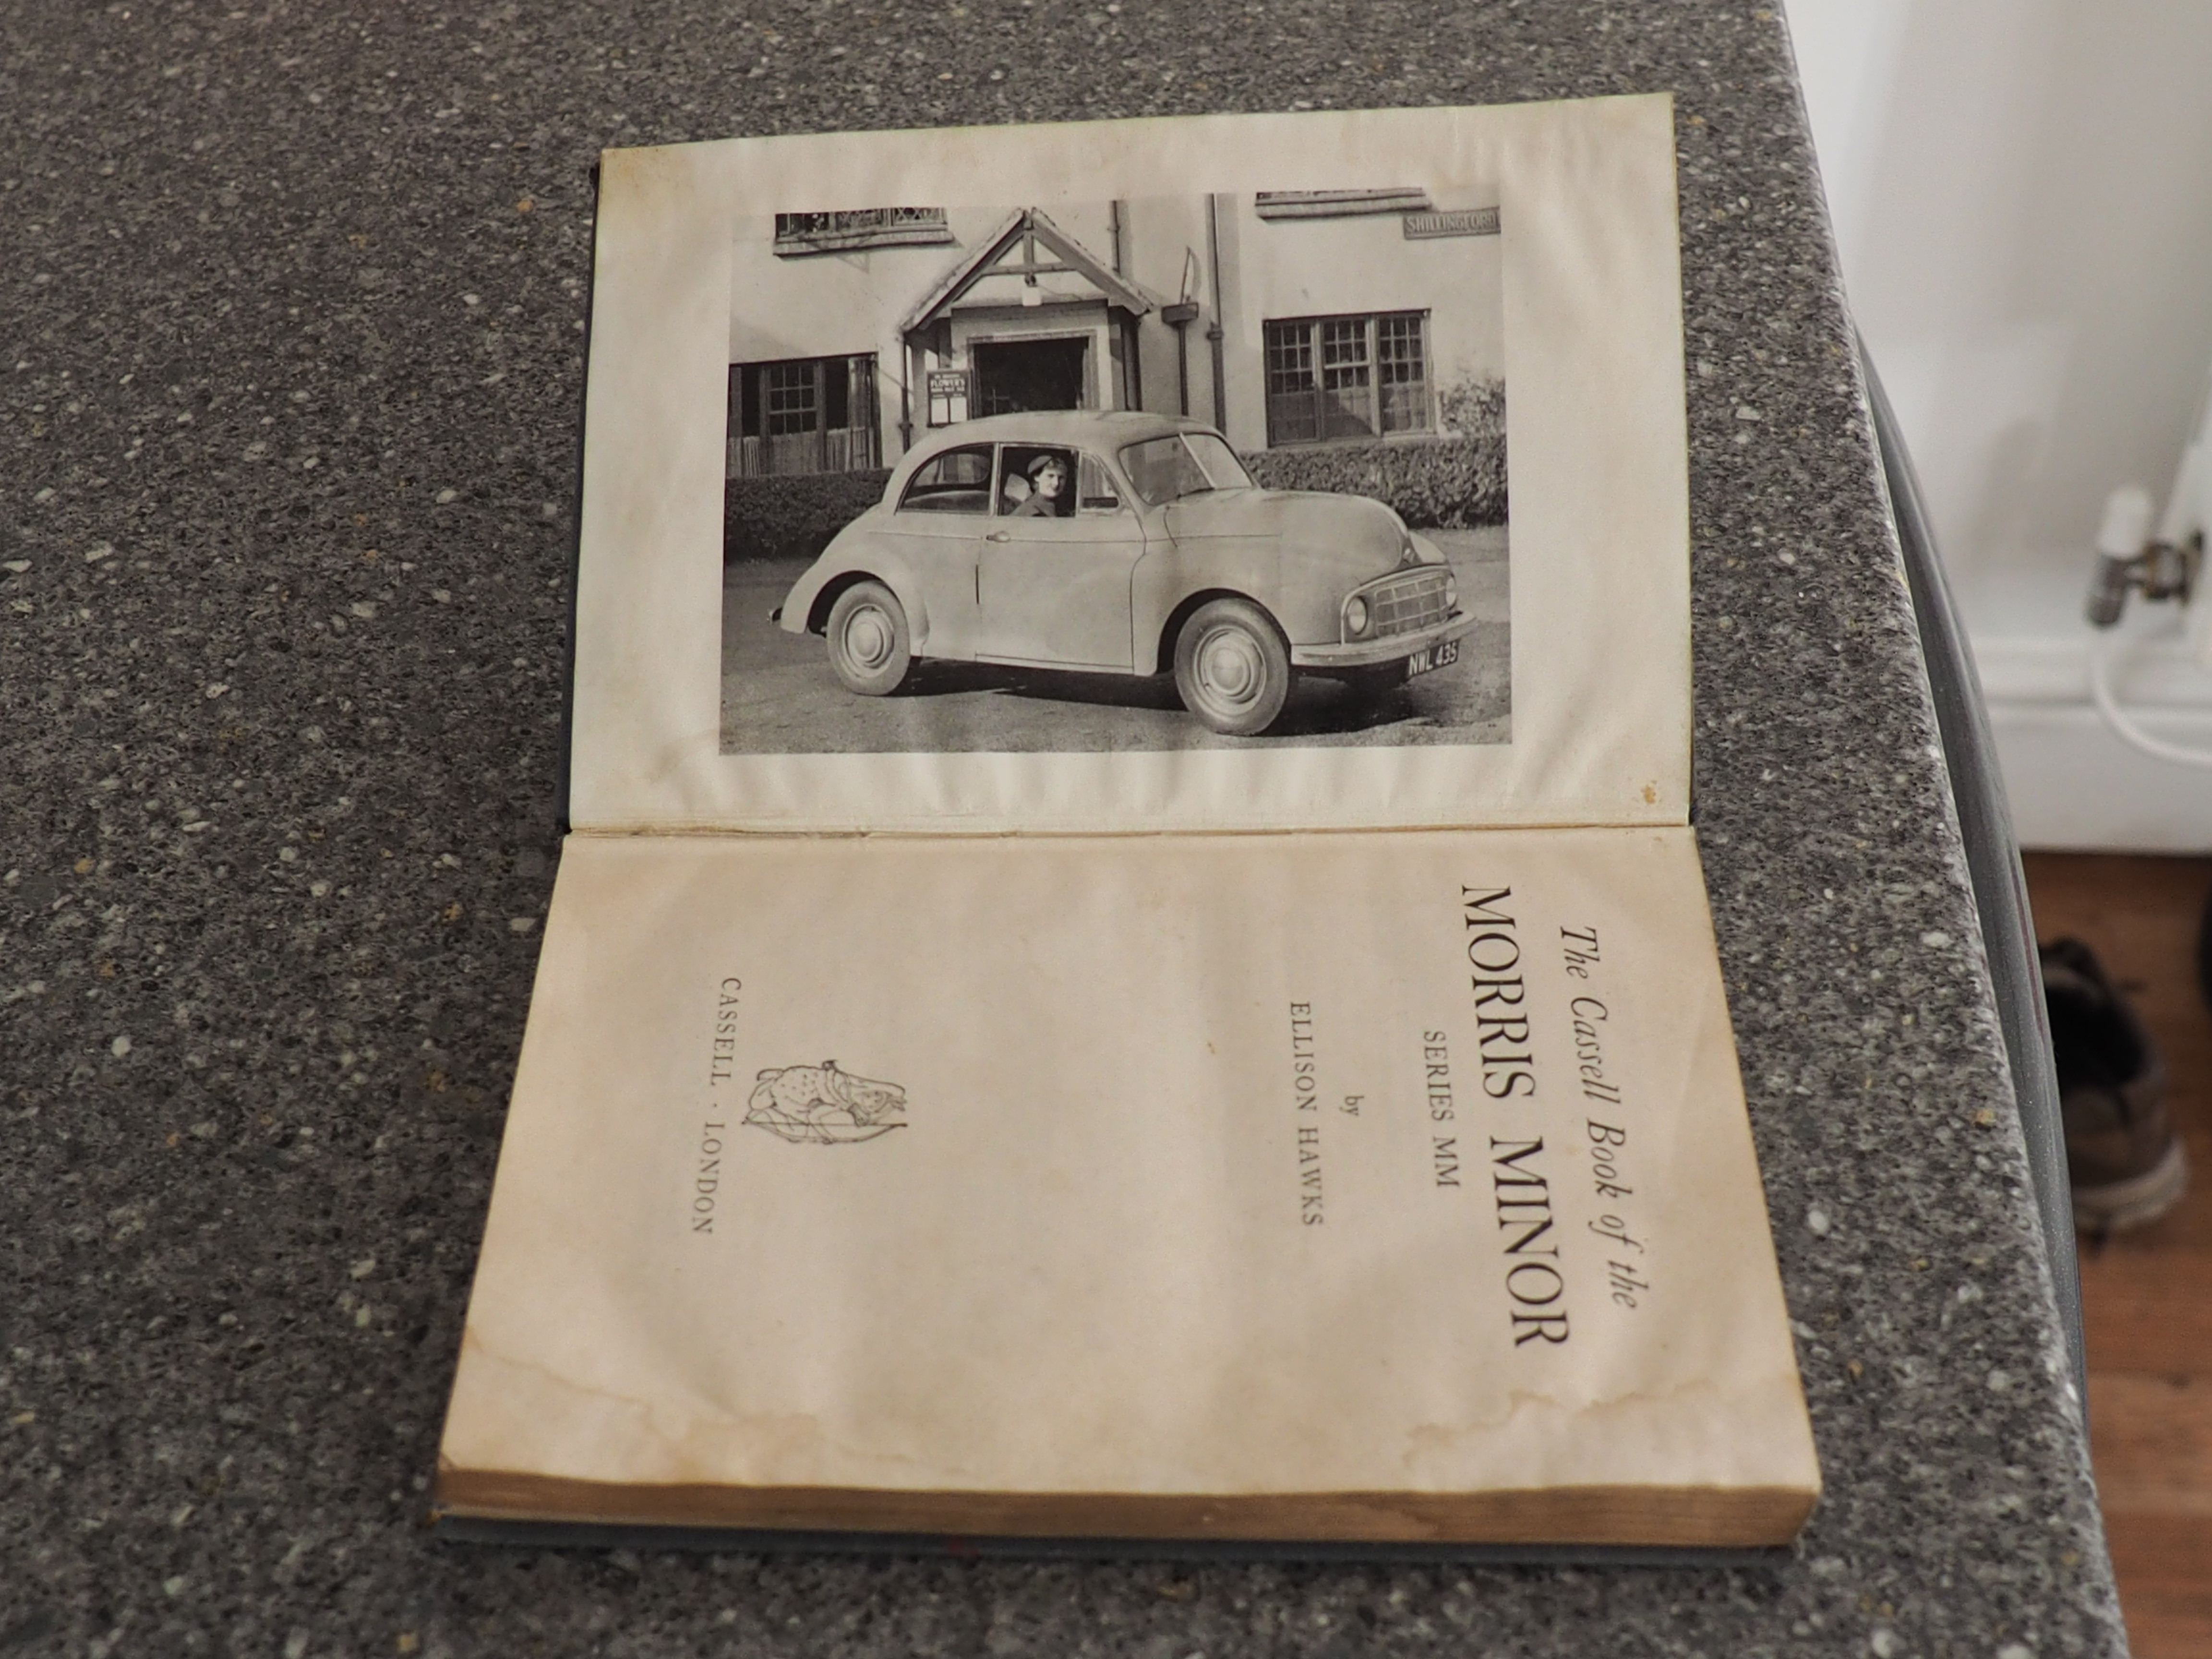 SHILLINGFORD
FLOWER'S
NWL 435
The Cassell Book of the
MORRIS MINOR
SERIES MM
by
ELLISON HAWKS
CASSELL · LONDON